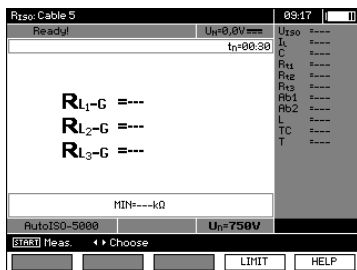 RISO: Cable 5 09:17
Ready! UN=0,0V
tn=00:30
RL1-G =---
RL2-G =---
RL3-G =---
MIN=---kΩ
UISO =----
IL =----
C =----
Rt1 =----
Rt2 =----
Rt3 =----
Ab1 =----
Ab2 =----
L =----
TC =----
T =----
AutoISO-5000 Un=750V
START Meas. Choose
LIMIT HELP